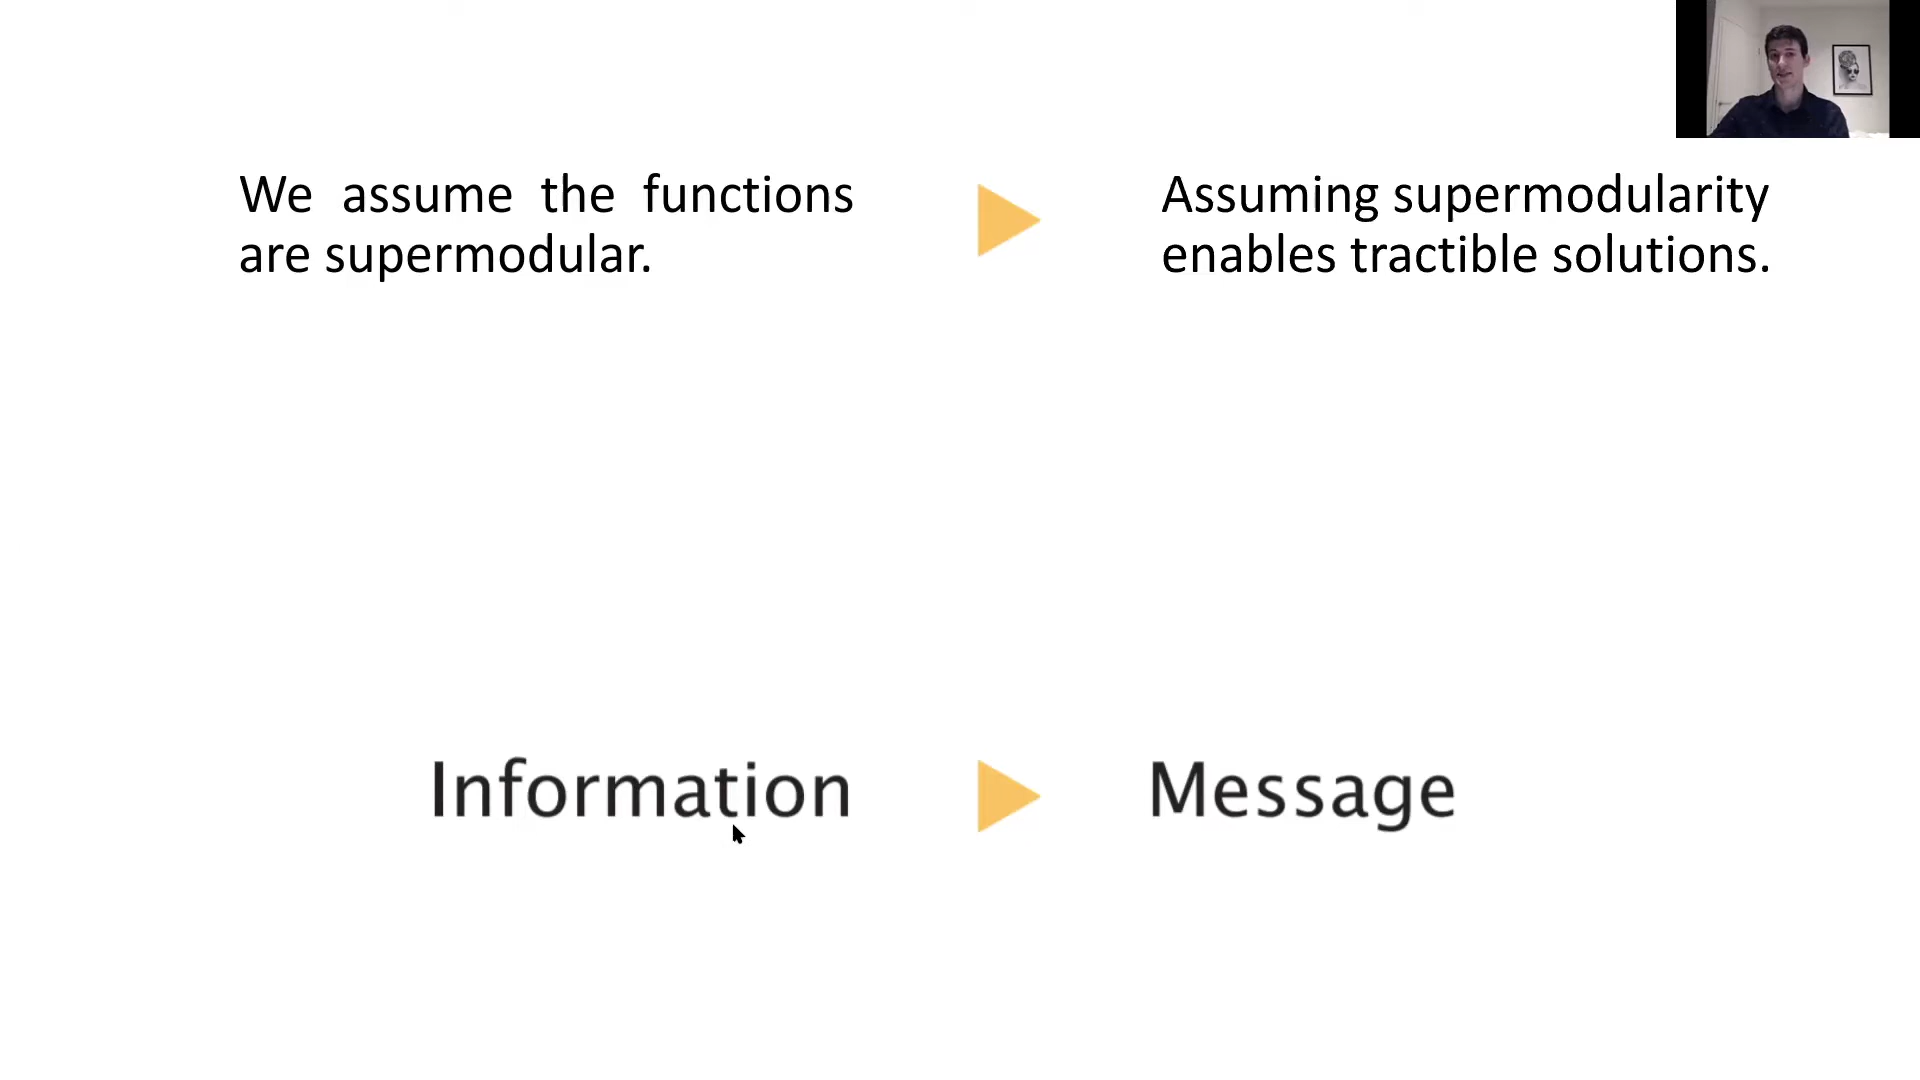 We assume the functions
are supermodular.
Assuming supermodularity
enables tractible solutions.
Information
Message